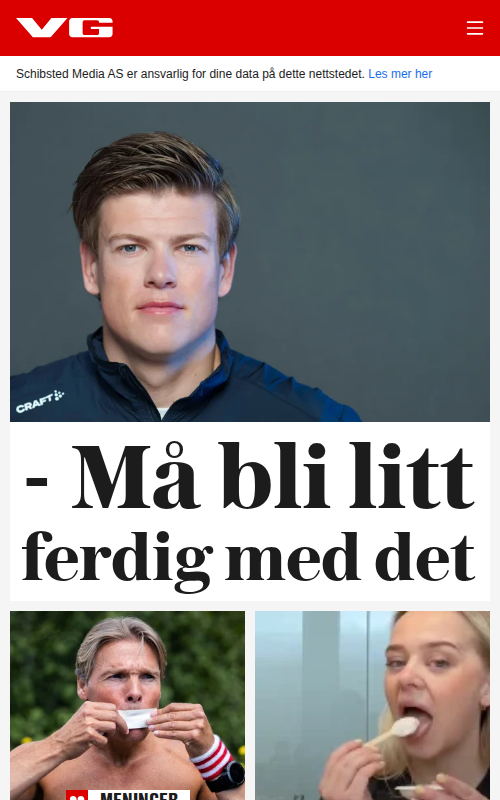 VG
Schibsted Media AS er ansvarlig for dine data på dette nettstedet. Les mer her
CRAFT
- Må bli litt
ferdig med det
MENINGER